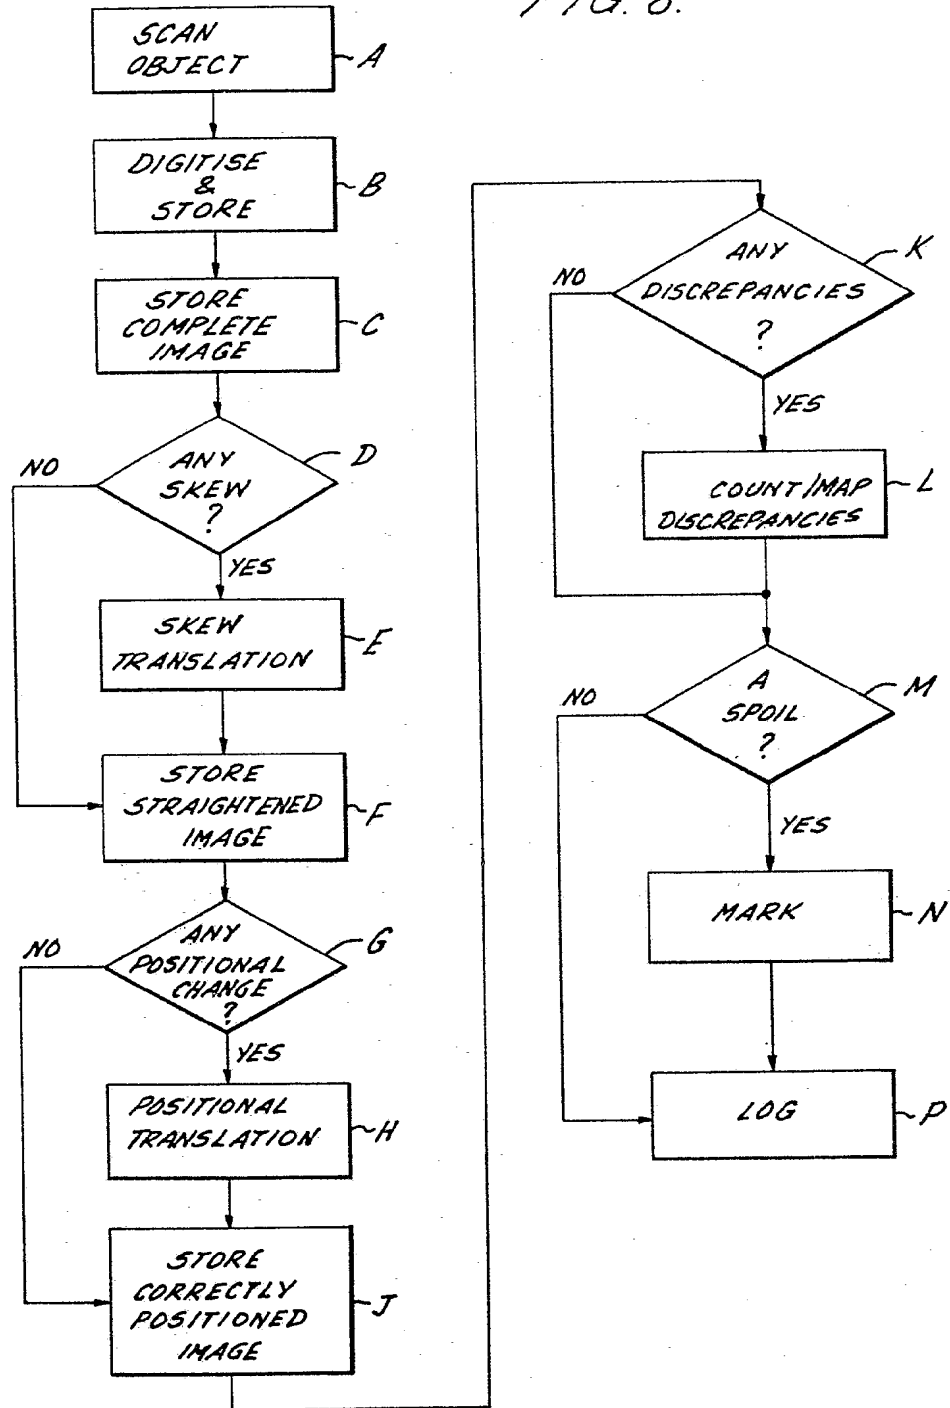 FIG. 8.
SCAN
OBJECT
A
DIGITISE
&
STORE
B
STORE
COMPLETE
IMAGE
C
ANY
SKEW
?
D
NO
YES
SKEW
TRANSLATION
E
STORE
STRAIGHTENED
IMAGE
F
ANY
POSITIONAL
CHANGE
?
G
NO
YES
POSITIONAL
TRANSLATION
H
STORE
CORRECTLY
POSITIONED
IMAGE
J
ANY
DISCREPANCIES
?
K
NO
YES
COUNT/MAP
DISCREPANCIES
L
A
SPOIL
?
M
NO
YES
MARK
N
LOG
P